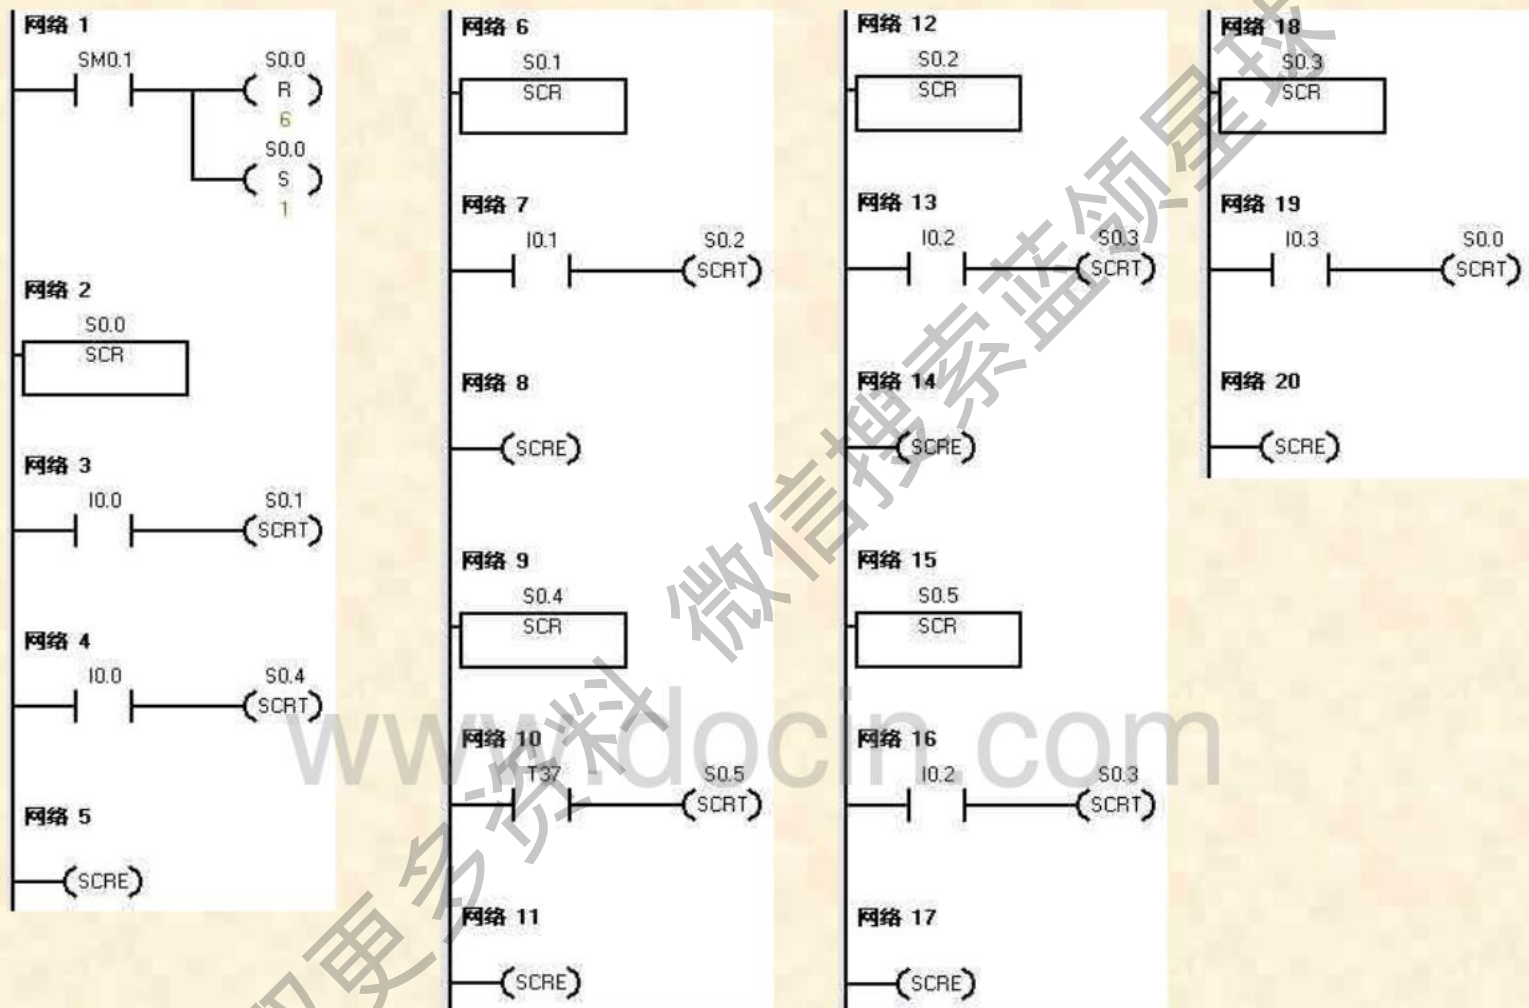 网络 1
SM0.1
S0.0
R
6
S0.0
S
1
网络 2
S0.0
SCR
网络 3
I0.0
S0.1
SCRT
网络 4
I0.0
S0.4
SCRT
网络 5
SCRE
网络 6
S0.1
SCR
网络 7
I0.1
S0.2
SCRT
网络 8
SCRE
网络 9
S0.4
SCR
网络 10
T37
S0.5
SCRT
网络 11
SCRE
网络 12
S0.2
SCR
网络 13
I0.2
S0.3
SCRT
网络 14
SCRE
网络 15
S0.5
SCR
网络 16
I0.2
S0.3
SCRT
网络 17
SCRE
网络 18
S0.3
SCR
网络 19
I0.3
S0.0
SCRT
网络 20
SCRE
www.docin.com
更多资料 微信搜索蓝领星球